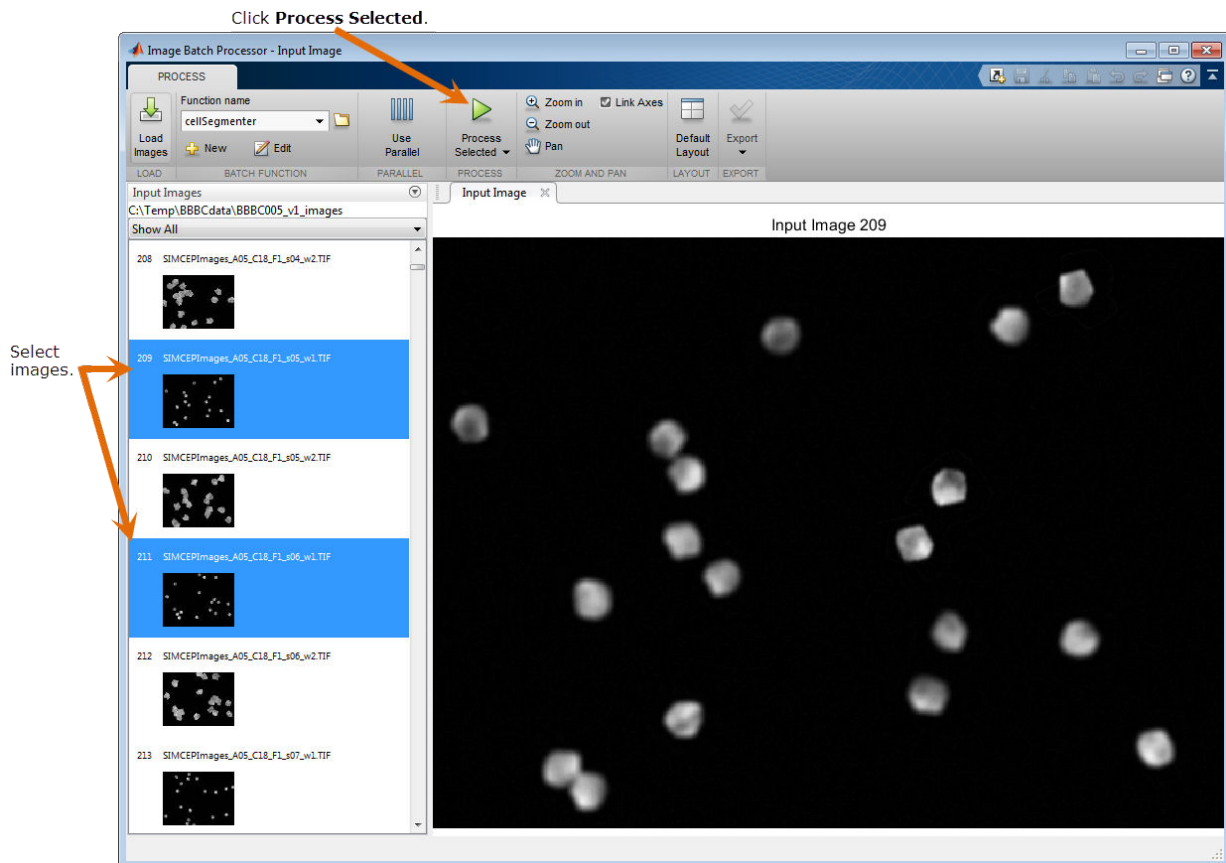 Click Process Selected.
Image Batch Processor - Input Image
PROCESS
Load Images
Function name
cellSegmenter
New
Edit
Use Parallel
Process Selected
Zoom in
Link Axes
Zoom out
Pan
Default Layout
Export
LOAD
BATCH FUNCTION
PARALLEL
PROCESS
ZOOM AND PAN
LAYOUT
EXPORT
Input Images
C:\Temp\BBBCdata\BBBC005_v1_images
Show All
208 SIMCEPImages_A05_C18_F1_s04_w2.TIF
209 SIMCEPImages_A05_C18_F1_s05_w1.TIF
210 SIMCEPImages_A05_C18_F1_s05_w2.TIF
211 SIMCEPImages_A05_C18_F1_s06_w1.TIF
212 SIMCEPImages_A05_C18_F1_s06_w2.TIF
213 SIMCEPImages_A05_C18_F1_s07_w1.TIF
Select
images.
Input Image
Input Image 209